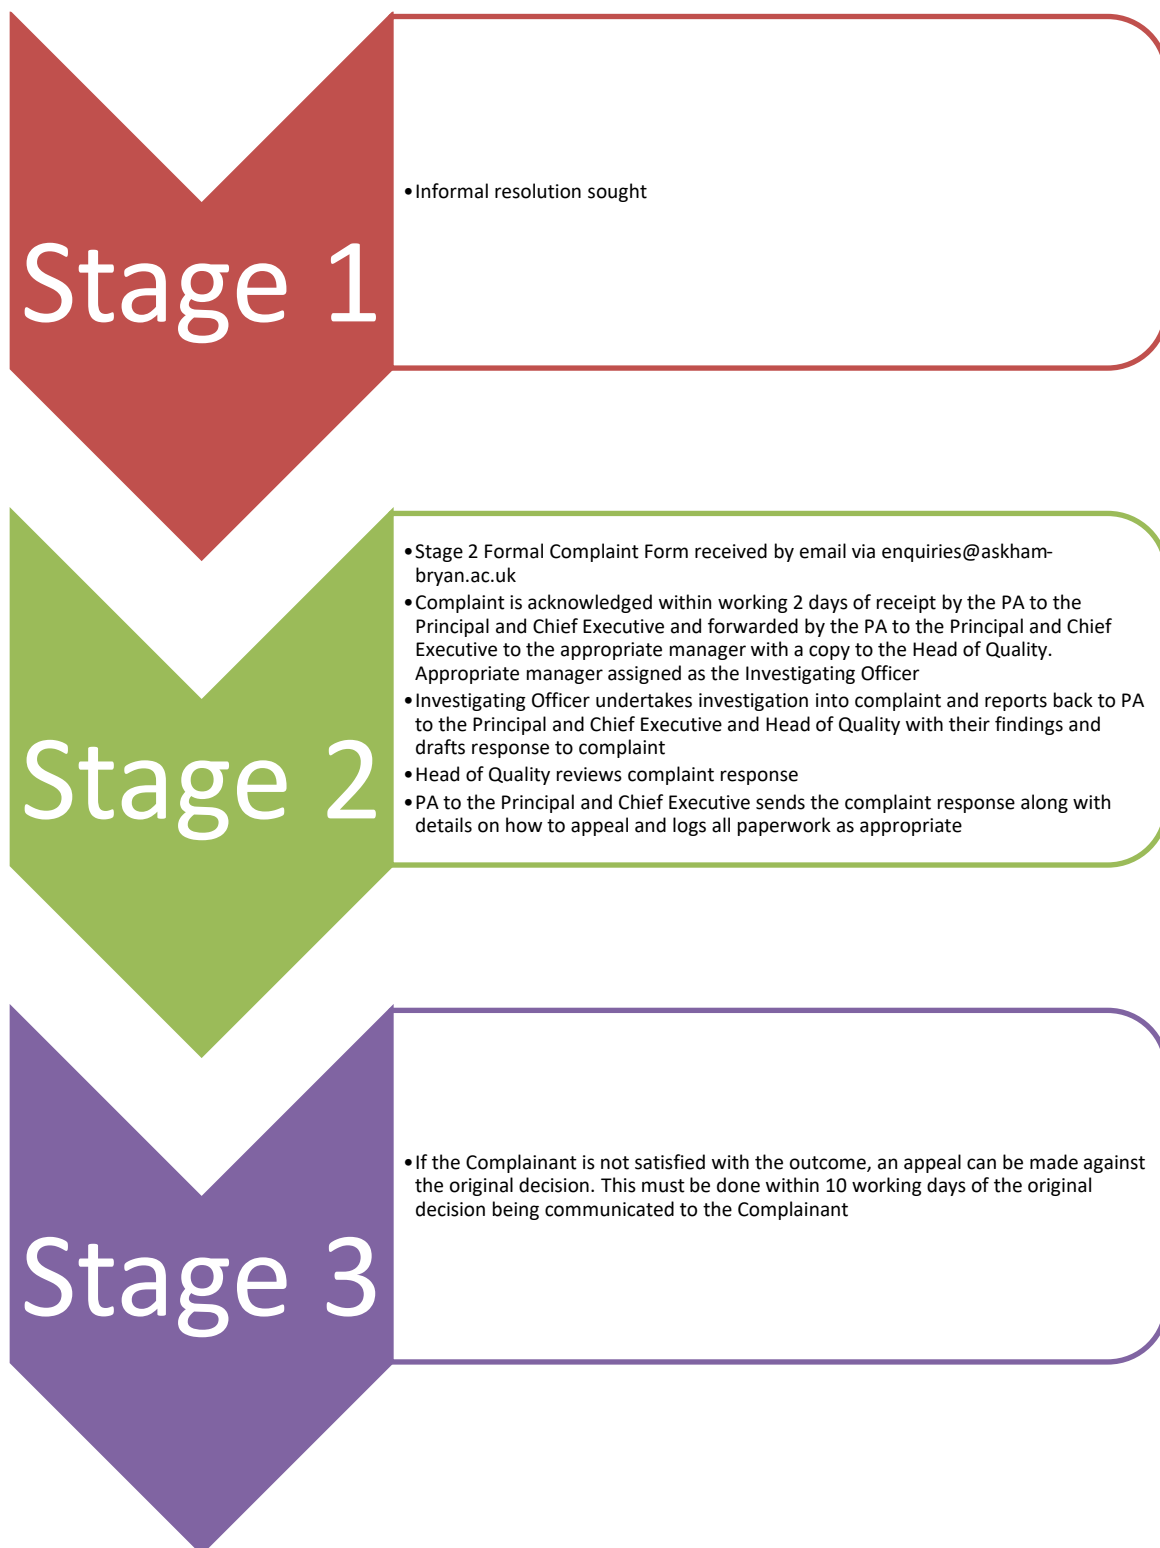 Stage 1
•Informal resolution sought
Stage 2
•Stage 2 Formal Complaint Form received by email via enquiries@askham-
bryan.ac.uk
•Complaint is acknowledged within working 2 days of receipt by the PA to the
Principal and Chief Executive and forwarded by the PA to the Principal and Chief
Executive to the appropriate manager with a copy to the Head of Quality.
Appropriate manager assigned as the Investigating Officer
•Investigating Officer undertakes investigation into complaint and reports back to PA
to the Principal and Chief Executive and Head of Quality with their findings and
drafts response to complaint
•Head of Quality reviews complaint response
•PA to the Principal and Chief Executive sends the complaint response along with
details on how to appeal and logs all paperwork as appropriate
Stage 3
•If the Complainant is not satisfied with the outcome, an appeal can be made against
the original decision. This must be done within 10 working days of the original
decision being communicated to the Complainant